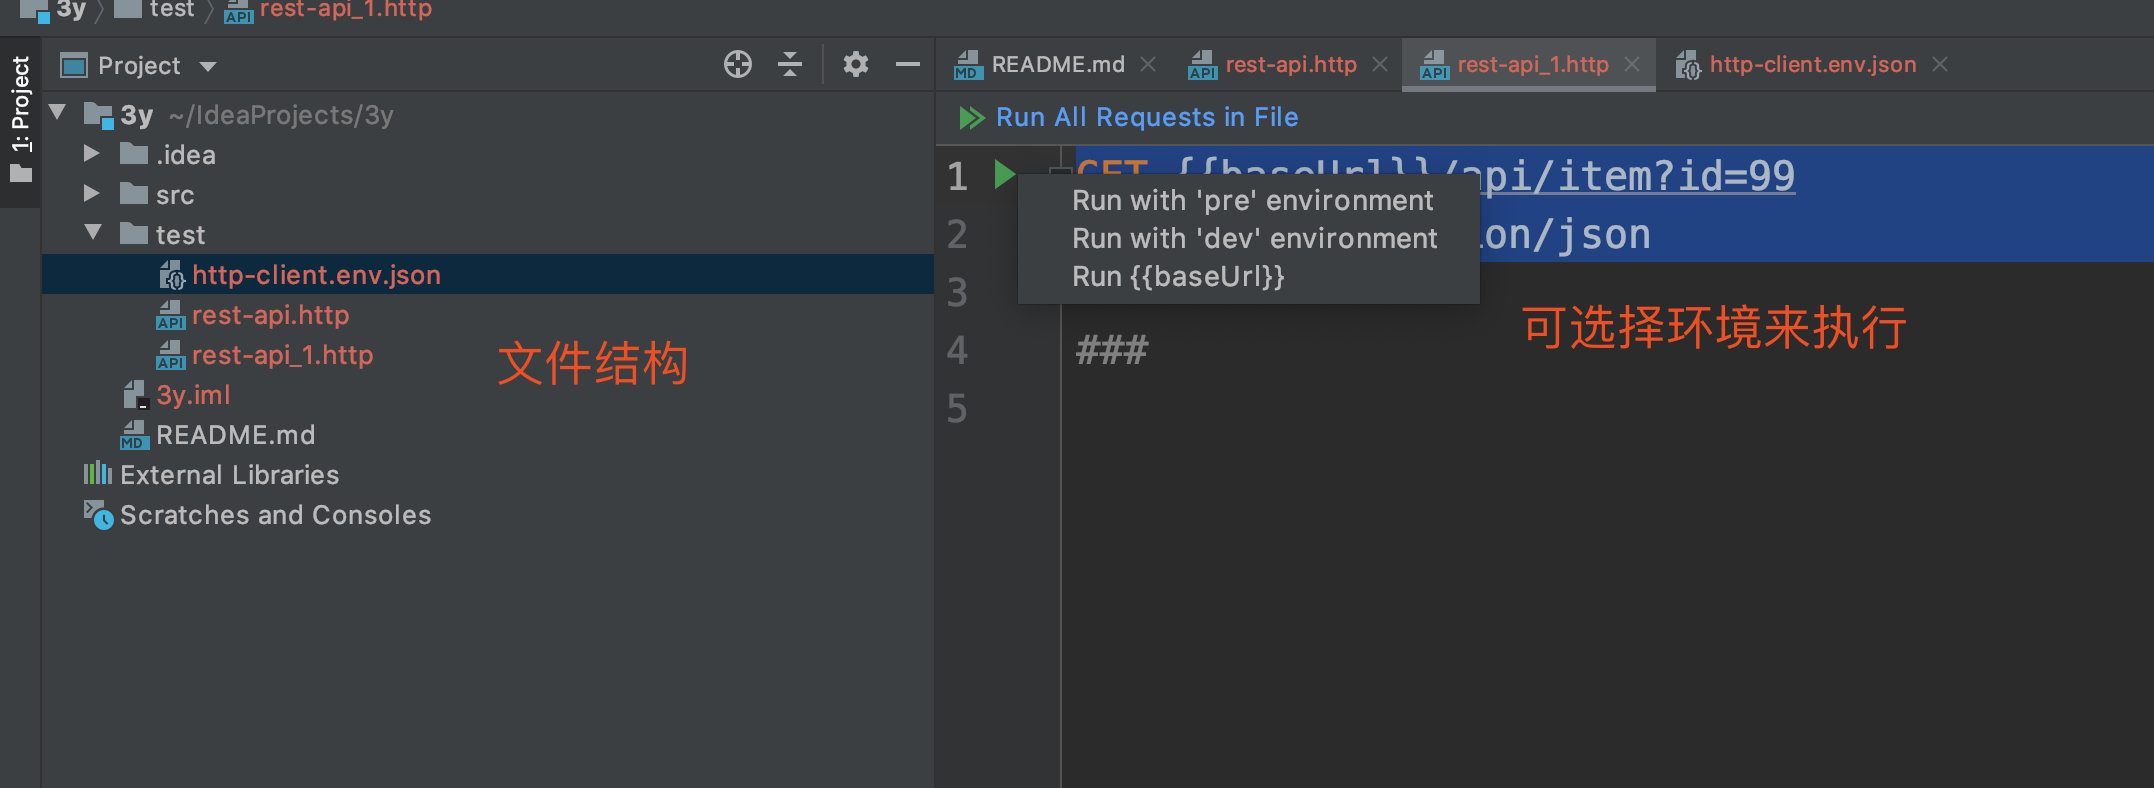 3y
test
rest-api_1.http
1: Project
Project
README.md
rest-api.http
rest-api_1.http
http-client.env.json
Run All Requests in File
3y ~/IdeaProjects/3y
.idea
src
test
http-client.env.json
API rest-api.http
API rest-api_1.http
3y.iml
MD README.md
External Libraries
Scratches and Consoles
文件结构
1 GET {{baseUrl}}/api/item?id=99
2 on/json
3
4 ###
5
Run with 'pre' environment
Run with 'dev' environment
Run {{baseUrl}}
可选择环境来执行